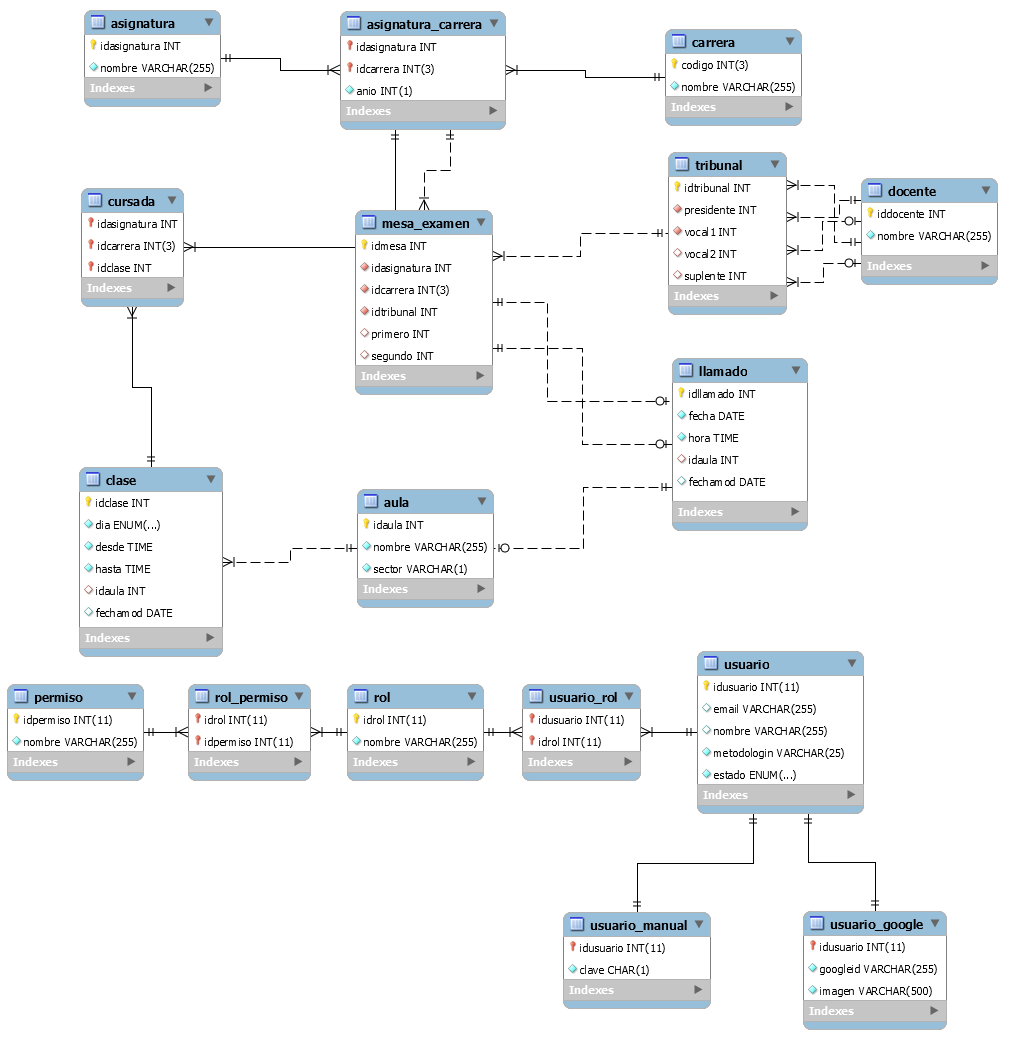 asignatura
idasignatura INT
nombre VARCHAR(255)
Indexes
asignatura_carrera
idasignatura INT
idcarrera INT(3)
anio INT(1)
Indexes
carrera
codigo INT(3)
nombre VARCHAR(255)
Indexes
cursada
idasignatura INT
idcarrera INT(3)
idclase INT
Indexes
mesa_examen
idmesa INT
idasignatura INT
idcarrera INT(3)
idtribunal INT
primero INT
segundo INT
Indexes
tribunal
idtribunal INT
presidente INT
vocal1 INT
vocal2 INT
suplente INT
Indexes
docente
iddocente INT
nombre VARCHAR(255)
Indexes
llamado
idllamado INT
fecha DATE
hora TIME
idaula INT
fechamod DATE
Indexes
clase
idclase INT
dia ENUM(...)
desde TIME
hasta TIME
idaula INT
fechamod DATE
Indexes
aula
idaula INT
nombre VARCHAR(255)
sector VARCHAR(1)
Indexes
permiso
idpermiso INT(11)
nombre VARCHAR(255)
Indexes
rol_permiso
idrol INT(11)
idpermiso INT(11)
Indexes
rol
idrol INT(11)
nombre VARCHAR(255)
Indexes
usuario_rol
idusuario INT(11)
idrol INT(11)
Indexes
usuario
idusuario INT(11)
email VARCHAR(255)
nombre VARCHAR(255)
metodologin VARCHAR(25)
estado ENUM(...)
Indexes
usuario_manual
idusuario INT(11)
clave CHAR(1)
Indexes
usuario_google
idusuario INT(11)
googleid VARCHAR(255)
imagen VARCHAR(500)
Indexes